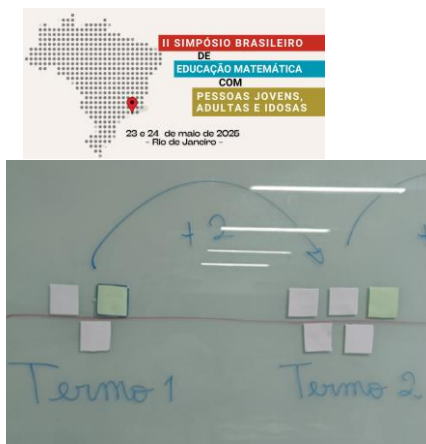 II SIMPÓSIO BRASILEIRO
DE
EDUCAÇÃO MATEMÁTICA
COM
PESSOAS JOVENS,
ADULTAS E IDOSAS
23 e 24 de maio de 2025
- Rio de Janeiro -
+ 2
Termo 1
Termo 2